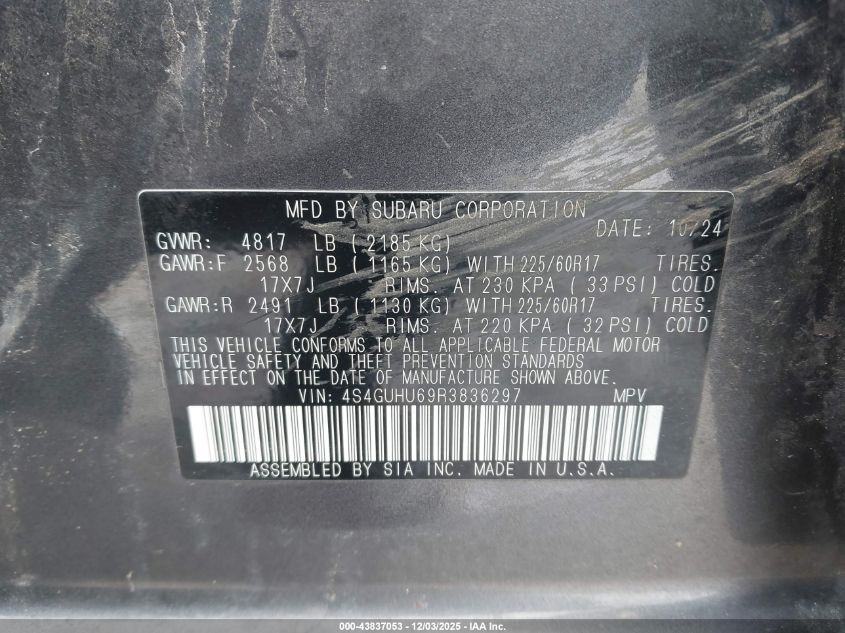 MFD BY SUBARU CORPORATION
DATE: 10/24
GVWR: 4817 LB (2185 KG)
GAWR:F 2568 LB (1165 KG) WITH 225/60R17 TIRES.
17X7J RIMS. AT 230 KPA (33 PSI) COLD
GAWR:R 2491 LB (1130 KG) WITH 225/60R17 TIRES.
17X7J RIMS. AT 220 KPA (32 PSI) COLD
THIS VEHICLE CONFORMS TO ALL APPLICABLE FEDERAL MOTOR
VEHICLE SAFETY AND THEFT PREVENTION STANDARDS
IN EFFECT ON THE DATE OF MANUFACTURE SHOWN ABOVE.
VIN: 4S4GUHU69R3836297 MPV
ASSEMBLED BY SIA INC. MADE IN U.S.A.
000-43837053 - 12/03/2025 - IAA Inc.